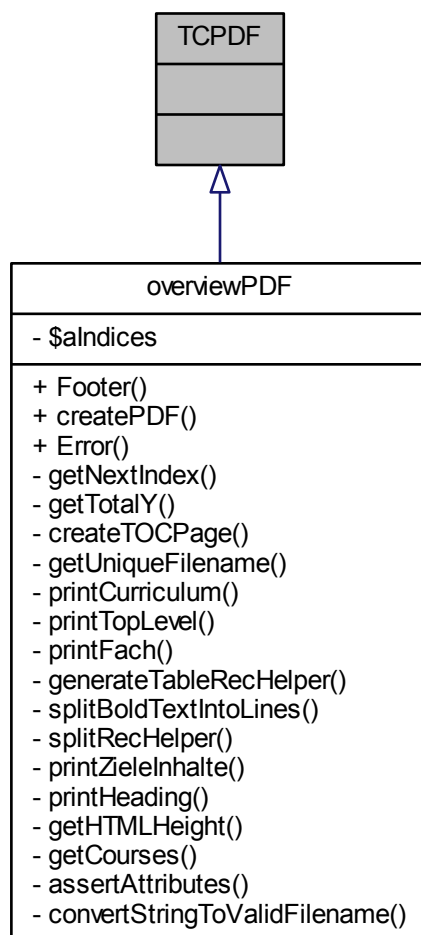 TCPDF
overviewPDF
- $aIndices
+ Footer()
+ createPDF()
+ Error()
- getNextIndex()
- getTotalY()
- createTOCPage()
- getUniqueFilename()
- printCurriculum()
- printTopLevel()
- printFach()
- generateTableRecHelper()
- splitBoldTextIntoLines()
- splitRecHelper()
- printZieleInhalte()
- printHeading()
- getHTMLHeight()
- getCourses()
- assertAttributes()
- convertStringToValidFilename()